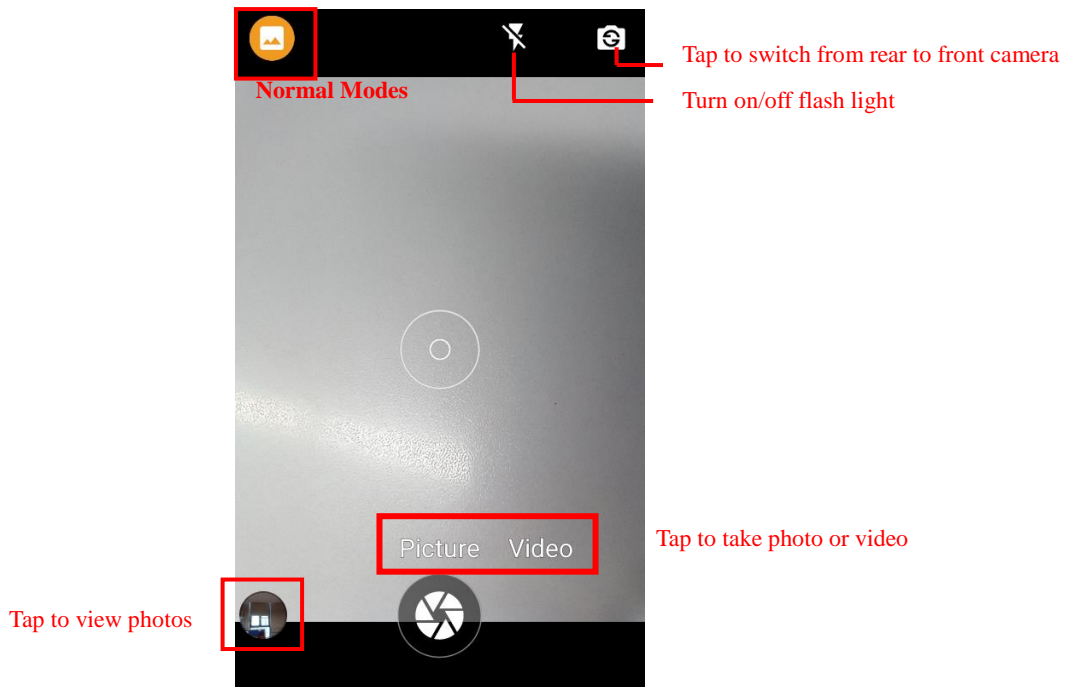 Tap to switch from rear to front camera
Normal Modes
Turn on/off flash light
Picture Video
Tap to take photo or video
Tap to view photos